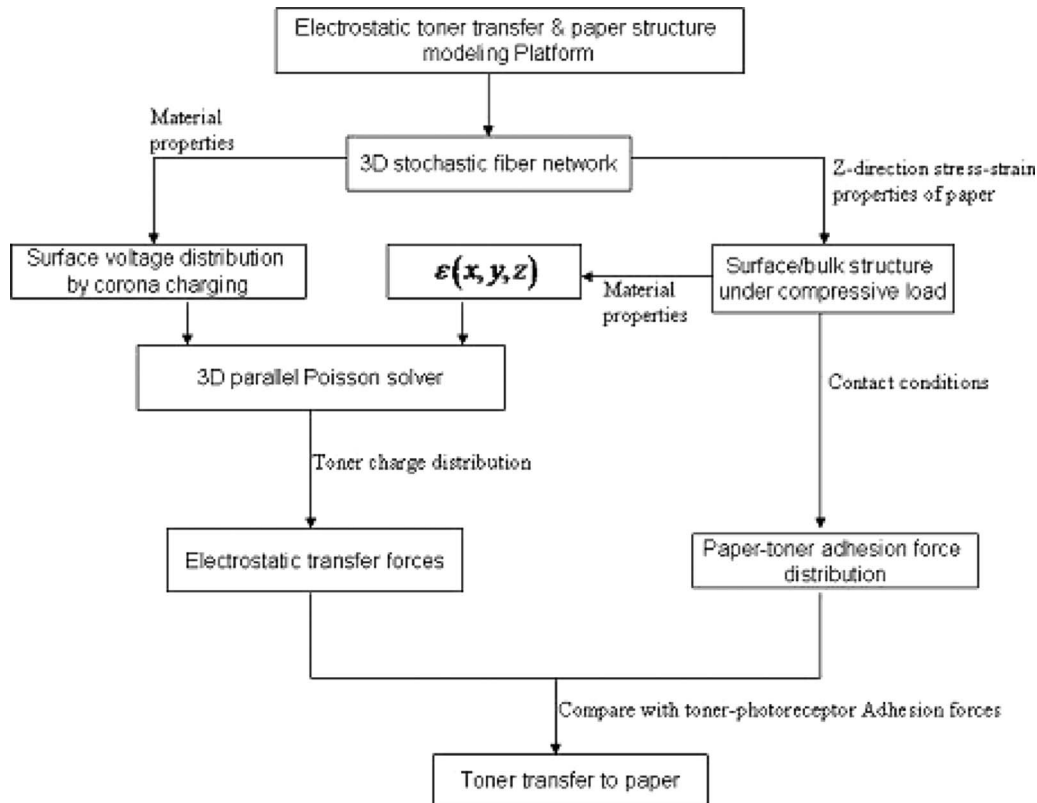 Electrostatic toner transfer & paper structure
modeling Platform
Material
properties
3D stochastic fiber network
Z-direction stress-strain
properties of paper
Surface voltage distribution
by corona charging
ε(x, y, z)
Material
properties
Surface/bulk structure
under compressive load
3D parallel Poisson solver
Contact conditions
Toner charge distribution
Electrostatic transfer forces
Paper-toner adhesion force
distribution
Compare with toner-photoreceptor Adhesion forces
Toner transfer to paper